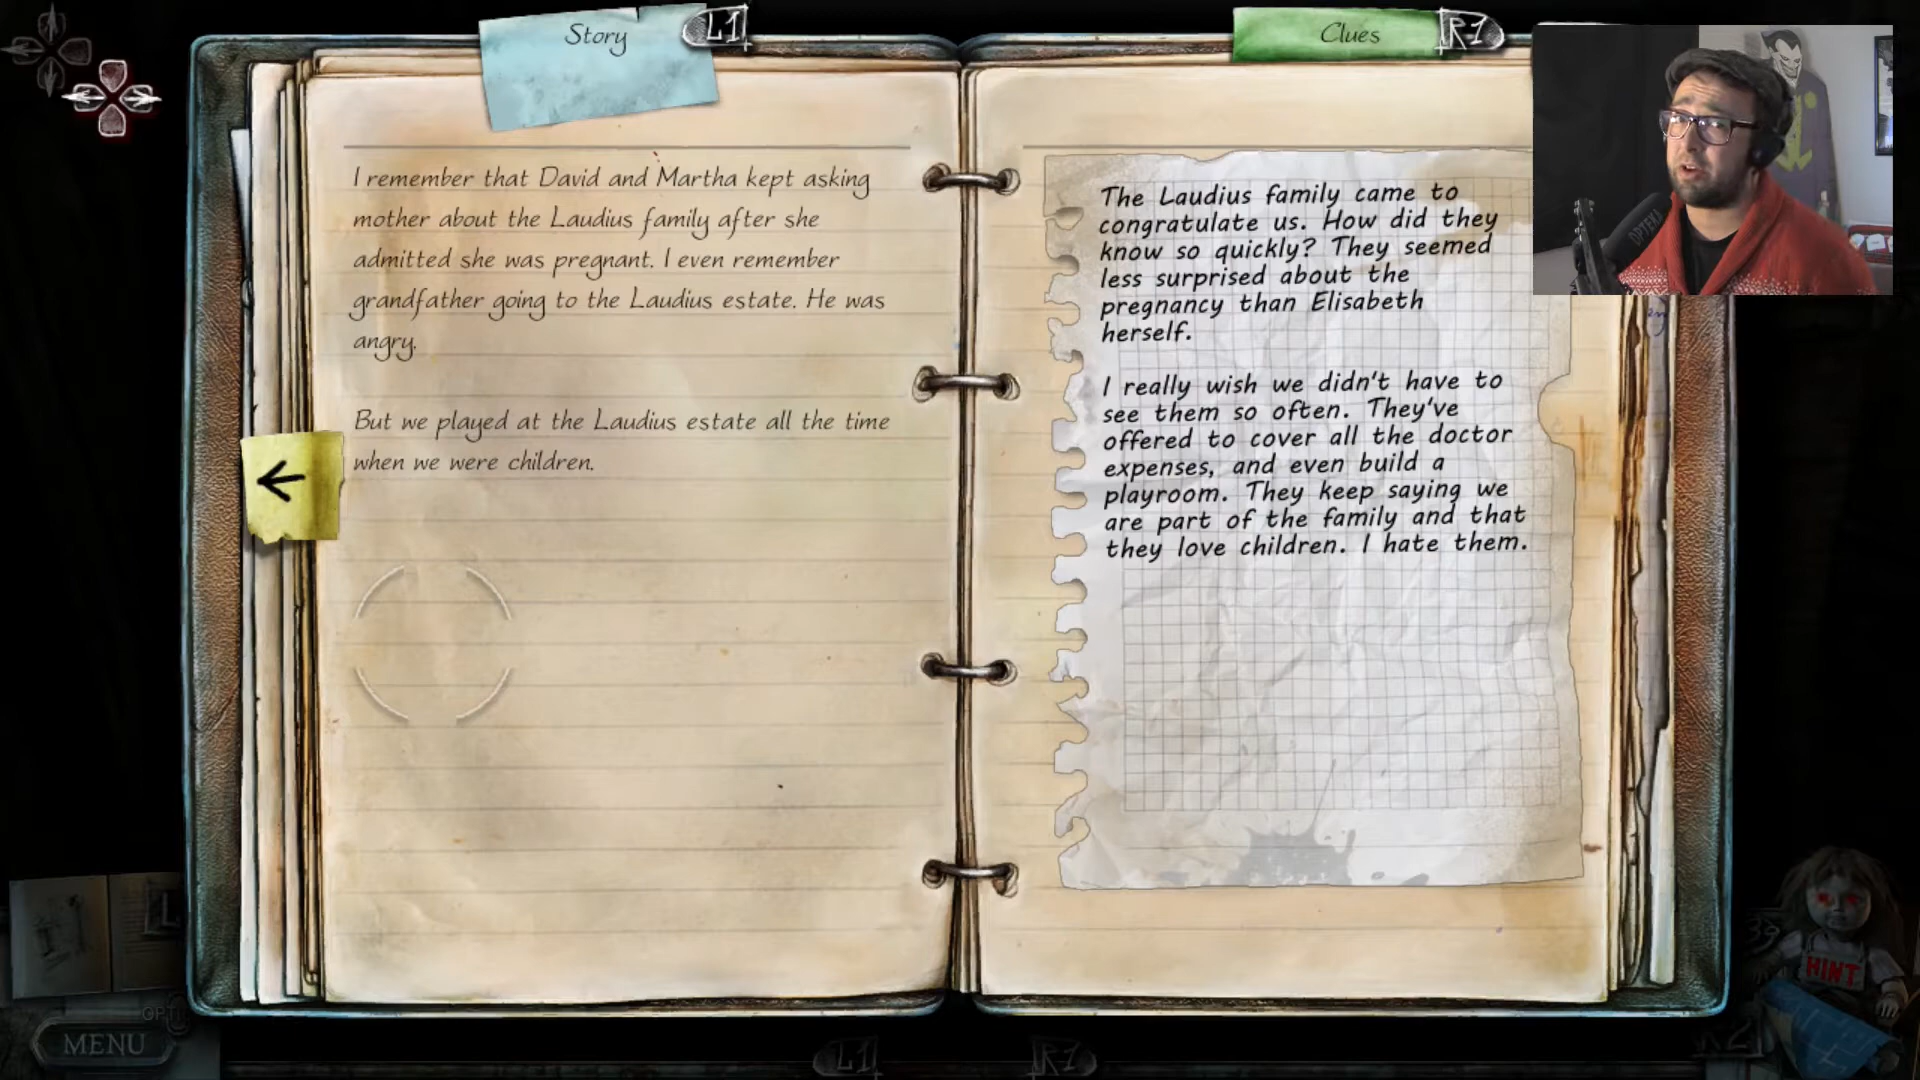 Story
L1
Clues
R1
I remember that David and Martha kept asking
mother about the Laudius family after she
admitted she was pregnant. I even remember
grandfather going to the Laudius estate. He was
angry.
But we played at the Laudius estate all the time
when we were children.
The Laudius family came to
congratulate us. How did they
know so quickly? They seemed
less surprised about the
pregnancy than Elisabeth
herself.
I really wish we didn't have to
see them so often. They've
offered to cover all the doctor
expenses, and even build a
playroom. They keep saying we
are part of the family and that
they love children. I hate them.
39
HINT
MENU
L1
R1
R2